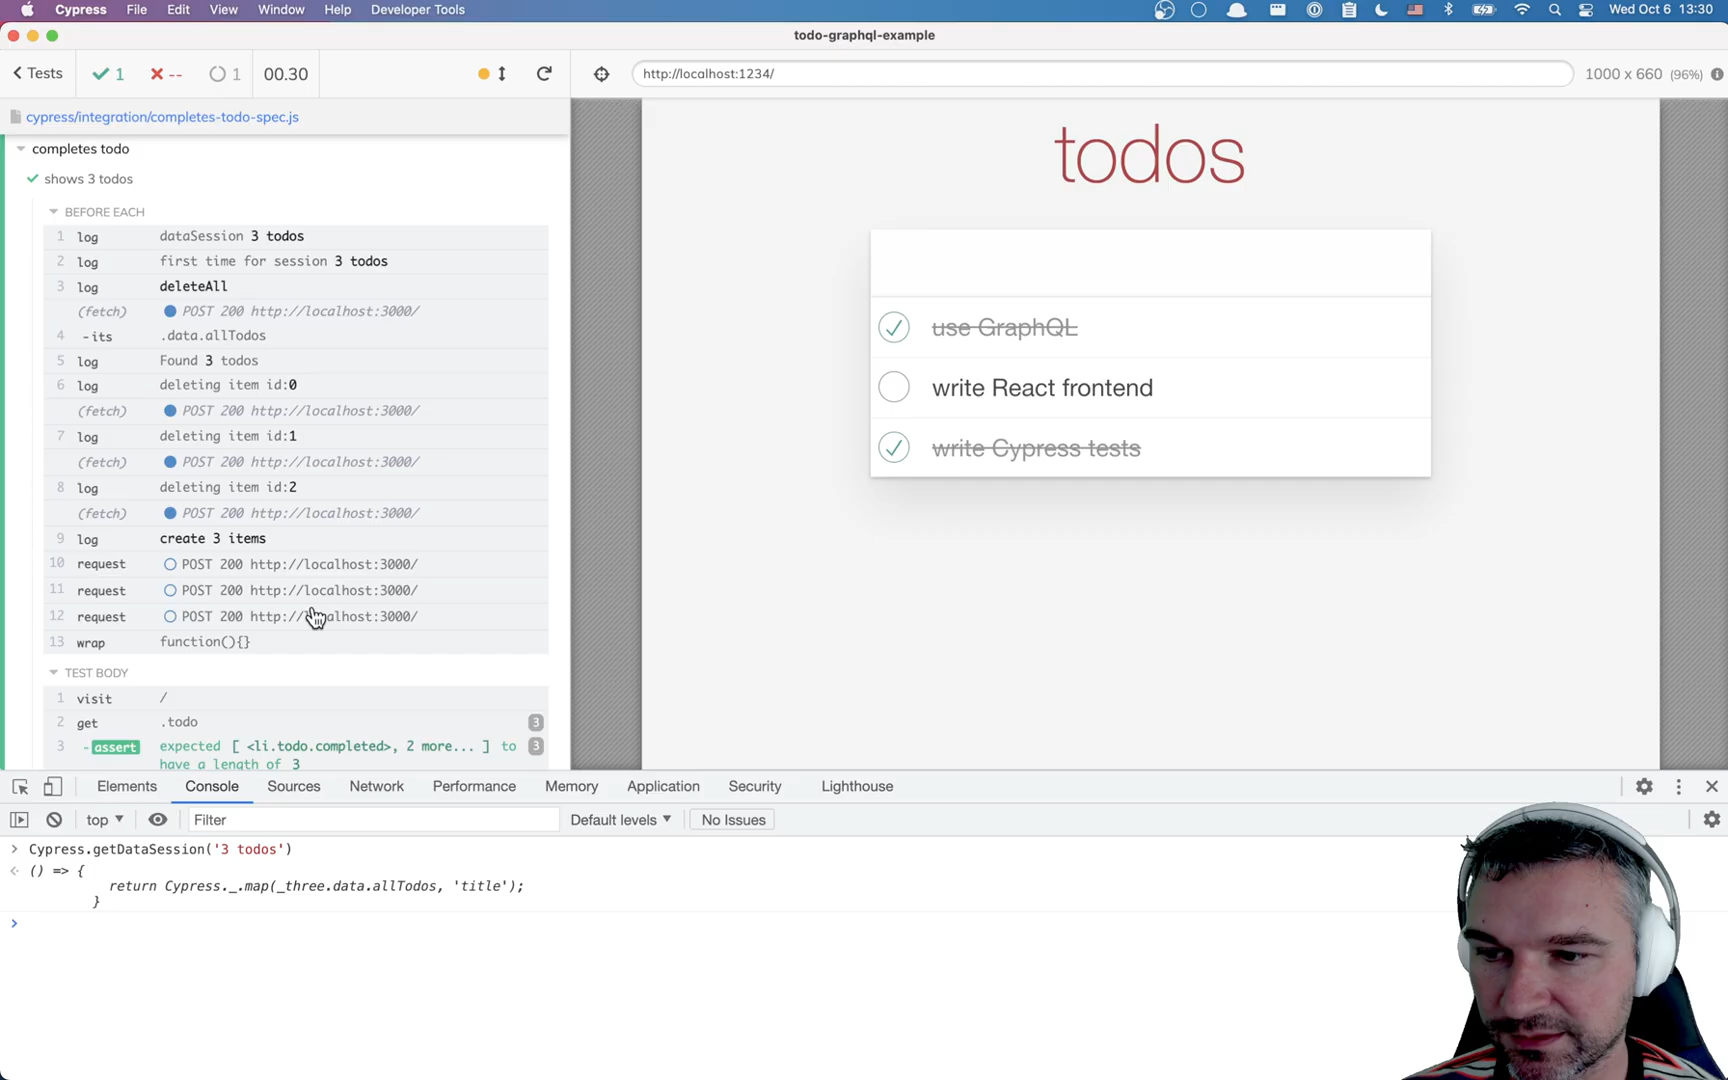 Cypress File Edit View Window Help Developer Tools Wed Oct 6 13:30
todo-graphql-example
Tests 1 -- 1 00.30 http://localhost:1234/ 1000 x 660 (96%)
cypress/integration/completes-todo-spec.js
completes todo
shows 3 todos
BEFORE EACH
1 log dataSession 3 todos
2 log first time for session 3 todos
3 log deleteAll
(fetch) POST 200 http://localhost:3000/
4 -its .data.allTodos
5 log Found 3 todos
6 log deleting item id:0
(fetch) POST 200 http://localhost:3000/
7 log deleting item id:1
(fetch) POST 200 http://localhost:3000/
8 log deleting item id:2
(fetch) POST 200 http://localhost:3000/
9 log create 3 items
10 request POST 200 http://localhost:3000/
11 request POST 200 http://localhost:3000/
12 request POST 200 http://localhost:3000/
13 wrap function(){}
TEST BODY
1 visit /
2 get .todo 3
3 -assert expected [ <li.todo.completed>, 2 more... ] to 3
have a length of 3
todos
use GraphQL
write React frontend
write Cypress tests
Elements Console Sources Network Performance Memory Application Security Lighthouse
top Filter Default levels No Issues
Cypress.getDataSession('3 todos')
() => {
return Cypress._.map(_three.data.allTodos, 'title');
}